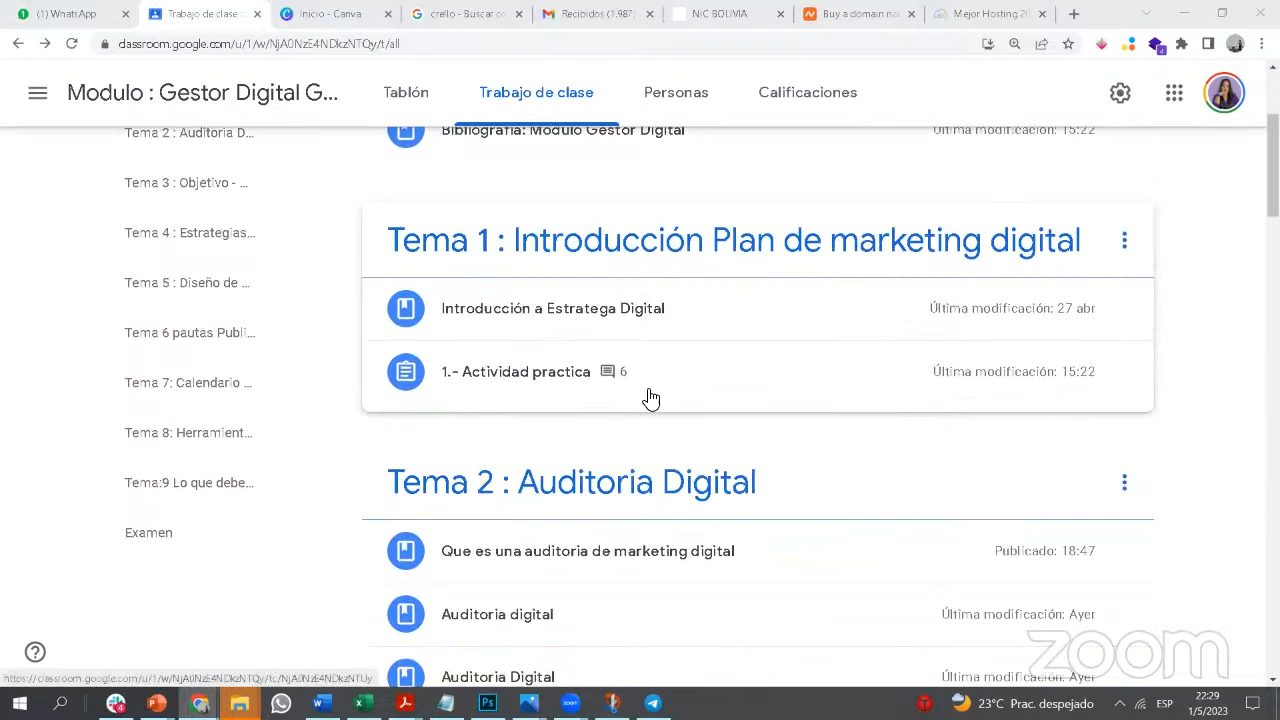 (1) WhatsApp
Trabajo de clase
Inicio - Canva
crello - Buscar co
Recibidos (1.987)
NIC BOLIVIA
Buy a domain na
Mejor Hosting 2
classroom.google.com/u/1/w/NjA0NzE4NDkzNTQy/t/all
Modulo : Gestor Digital G...
Tablón
Trabajo de clase
Personas
Calificaciones
Tema 2 : Auditoria D...
Tema 3 : Objetivo - ...
Tema 4 : Estrategias...
Tema 5 : Diseño de ...
Tema 6 pautas Publi...
Tema 7: Calendario ...
Tema 8: Herramient...
Tema:9 Lo que debe...
Examen
Bibliografia: Modulo Gestor Digital
Última modificación: 15:22
Tema 1 : Introducción Plan de marketing digital
Introducción a Estratega Digital
Última modificación: 27 abr
1.- Actividad practica 6
Última modificación: 15:22
Tema 2 : Auditoria Digital
Que es una auditoria de marketing digital
Publicado: 18:47
Auditoria digital
Última modificación: Ayer
Auditoria Digital
Última modificación: Ayer
zoom
23°C Prac. despejado
ESP
22:29
1/5/2023